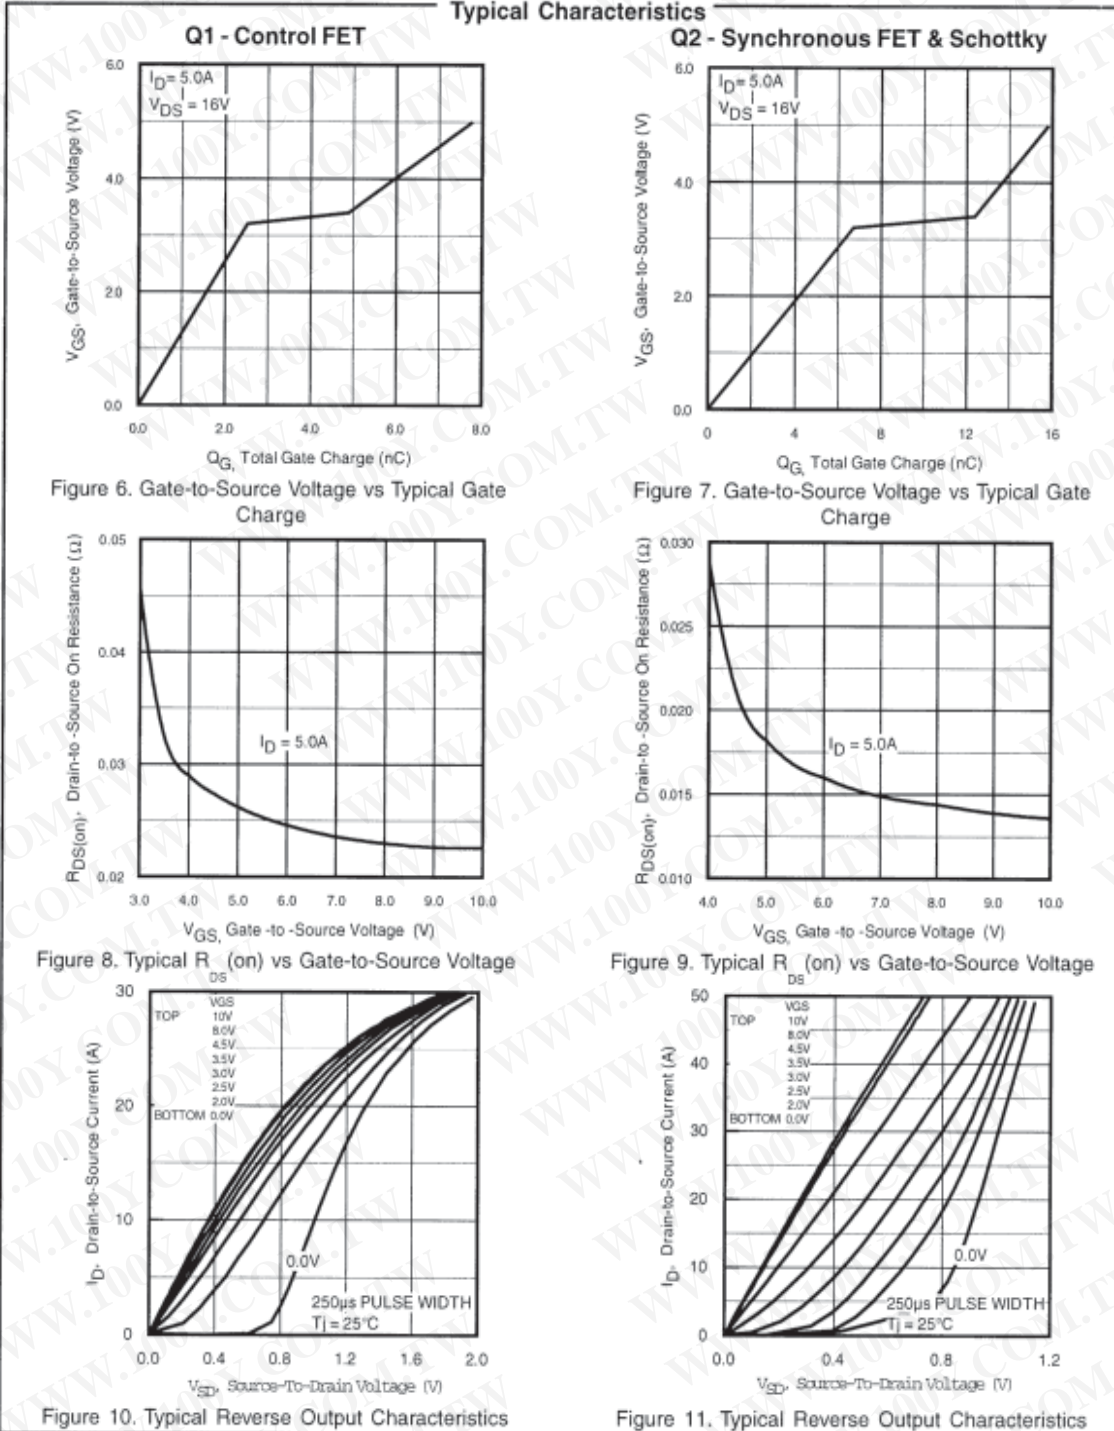 Typical Characteristics
Q1 - Control FET
Q2 - Synchronous FET & Schottky
6.0
4.0
2.0
0.0
ID= 5.0A
VDS = 16V
VGS, Gate-to-Source Voltage (V)
0.0 2.0 4.0 6.0 8.0
QG, Total Gate Charge (nC)
Figure 6. Gate-to-Source Voltage vs Typical Gate
Charge
6.0
4.0
2.0
0.0
ID= 5.0A
VDS = 16V
VGS, Gate-to-Source Voltage (V)
0 4 8 12 16
QG, Total Gate Charge (nC)
Figure 7. Gate-to-Source Voltage vs Typical Gate
Charge
0.05
0.04
0.03
0.02
RDS(on), Drain-to -Source On Resistance (Ω)
ID = 5.0A
3.0 4.0 5.0 6.0 7.0 8.0 9.0 10.0
VGS, Gate -to -Source Voltage (V)
Figure 8. Typical RDS(on) vs Gate-to-Source Voltage
0.030
0.025
0.020
0.015
0.010
RDS(on), Drain-to -Source On Resistance (Ω)
ID = 5.0A
4.0 5.0 6.0 7.0 8.0 9.0 10.0
VGS, Gate -to -Source Voltage (V)
Figure 9. Typical RDS(on) vs Gate-to-Source Voltage
30
20
10
0
ID, Drain-to-Source Current (A)
VGS
TOP 10V
8.0V
4.5V
3.5V
3.0V
2.5V
2.0V
BOTTOM 0.0V
0.0V
250µs PULSE WIDTH
Tj = 25°C
0.0 0.4 0.8 1.2 1.6 2.0
VSD, Source-To-Drain Voltage (V)
Figure 10. Typical Reverse Output Characteristics
50
40
30
20
10
0
ID, Drain-to-Source Current (A)
VGS
TOP 10V
8.0V
4.5V
3.5V
3.0V
2.5V
2.0V
BOTTOM 0.0V
0.0V
250µs PULSE WIDTH
Tj = 25°C
0.0 0.4 0.8 1.2
VSD, Source-To-Drain Voltage (V)
Figure 11. Typical Reverse Output Characteristics
WWW.100Y.COM.TW